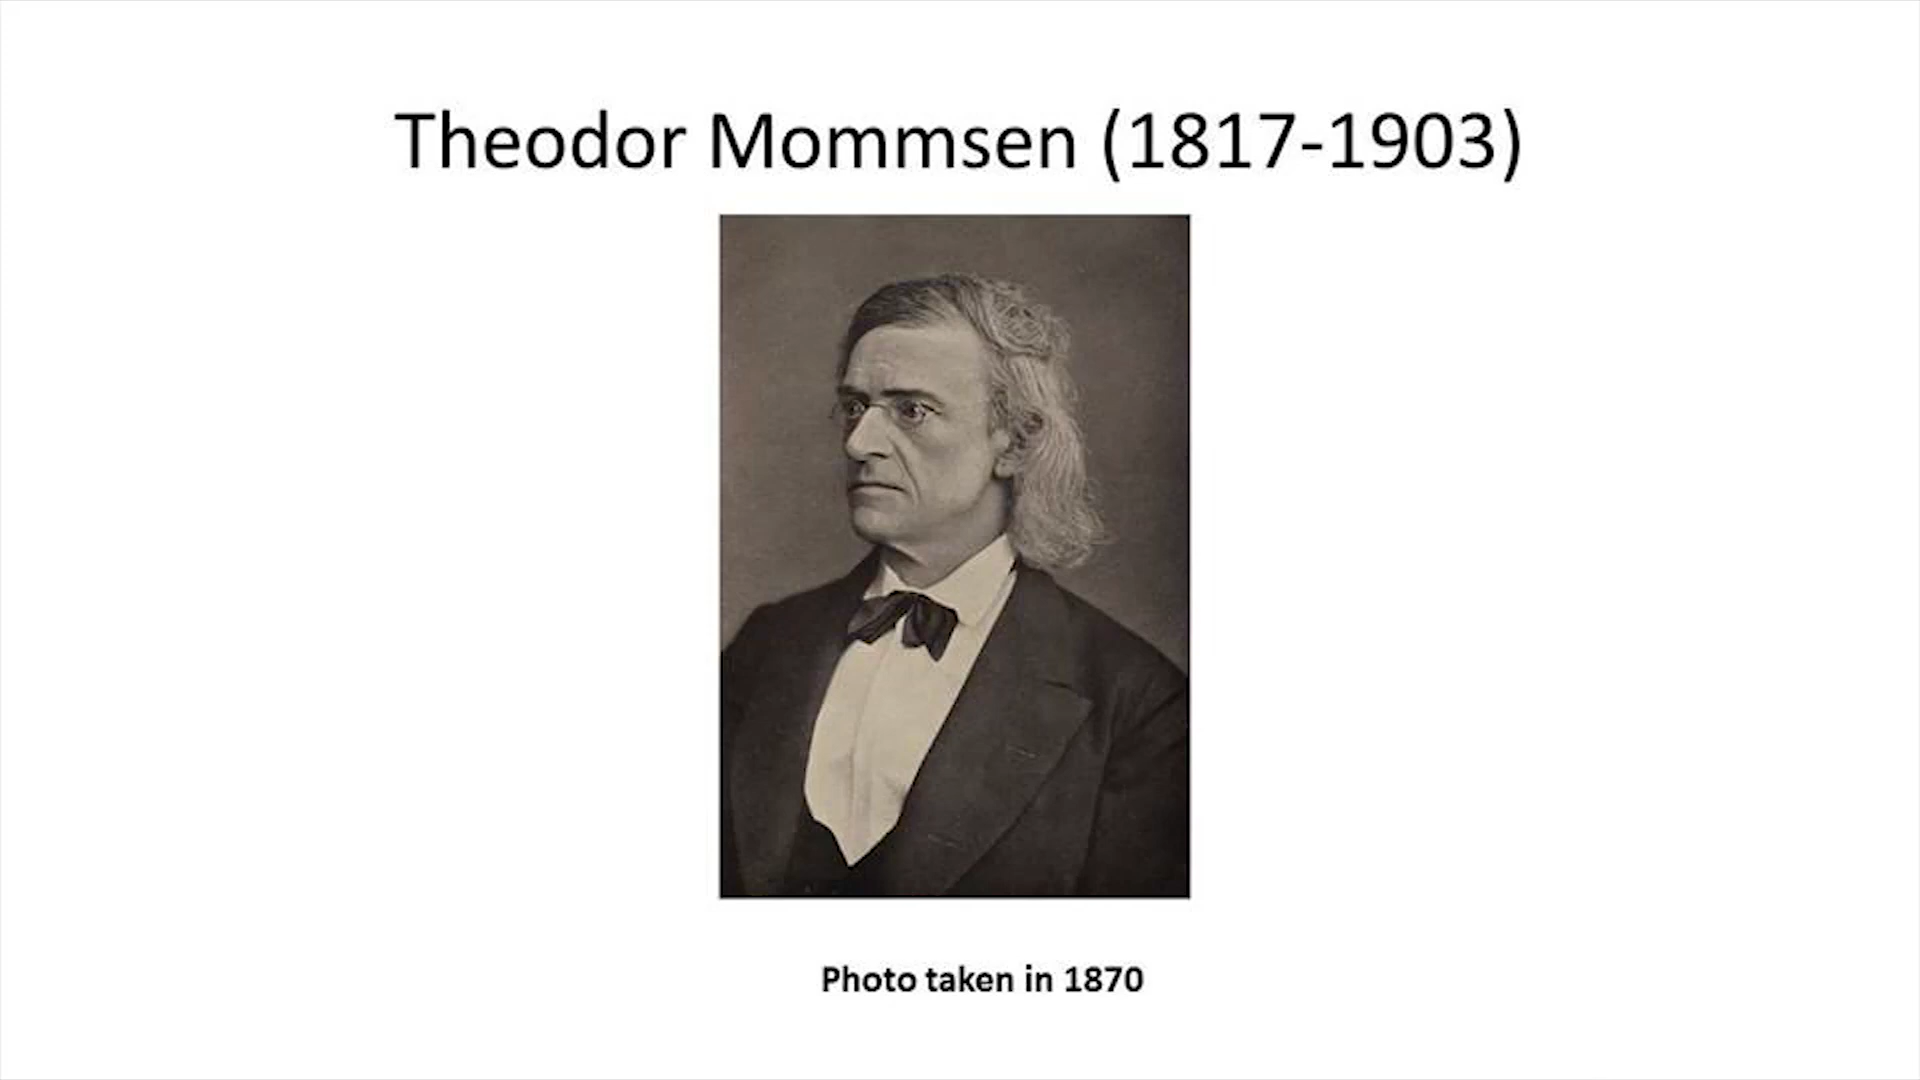 Theodor Mommsen (1817-1903)
Photo taken in 1870